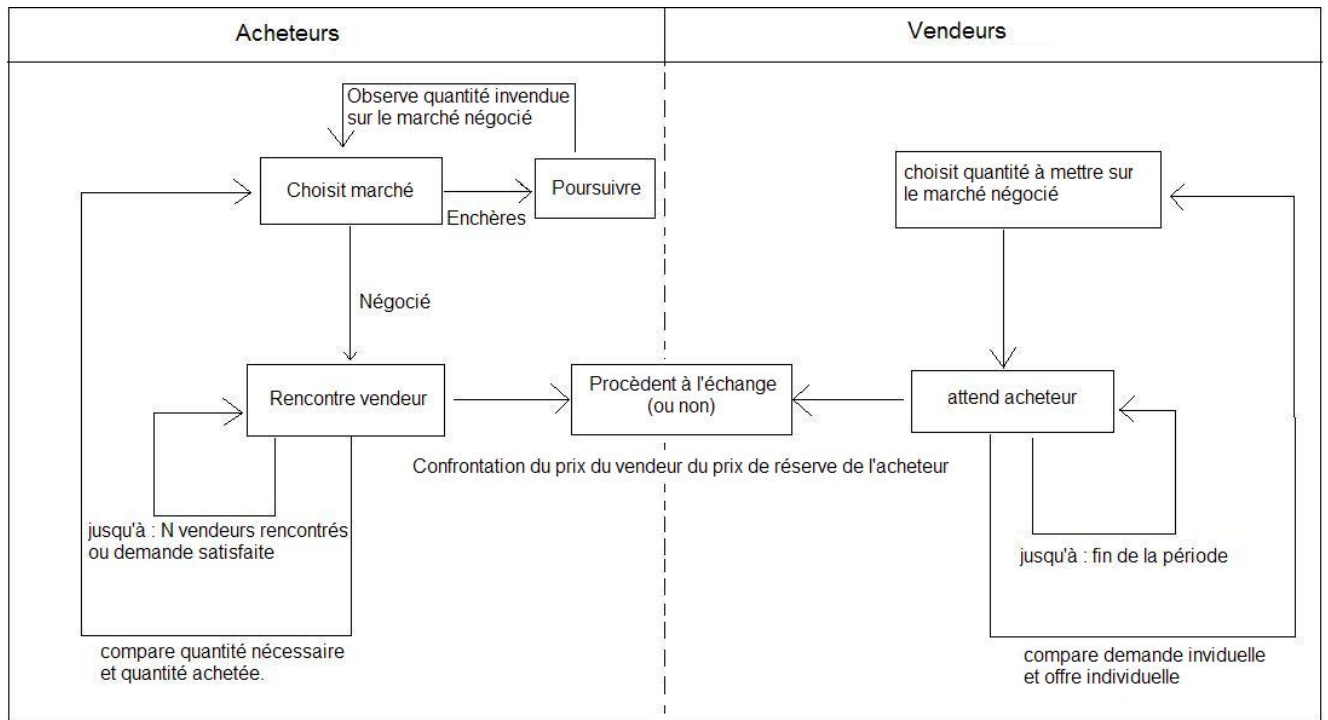 Acheteurs
Vendeurs
Observe quantité invendue
sur le marché négocié
Choisit marché
Poursuivre
Enchères
choisit quantité à mettre sur
le marché négocié
Négocié
Rencontre vendeur
Procèdent à l'échange
(ou non)
attend acheteur
Confrontation du prix du vendeur du prix de réserve de l'acheteur
jusqu'à : N vendeurs rencontrés
ou demande satisfaite
jusqu'à : fin de la période
compare quantité nécessaire
et quantité achetée.
compare demande inviduelle
et offre individuelle